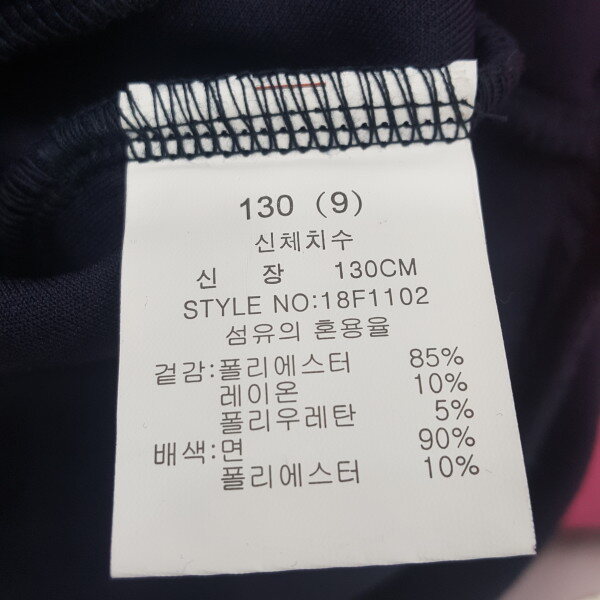 130 (9)
신체치수
신 장 130CM
STYLE NO:18F1102
섬유의 혼용율
겉감:폴리에스터 85%
레이온 10%
폴리우레탄 5%
배색:면 90%
폴리에스터 10%